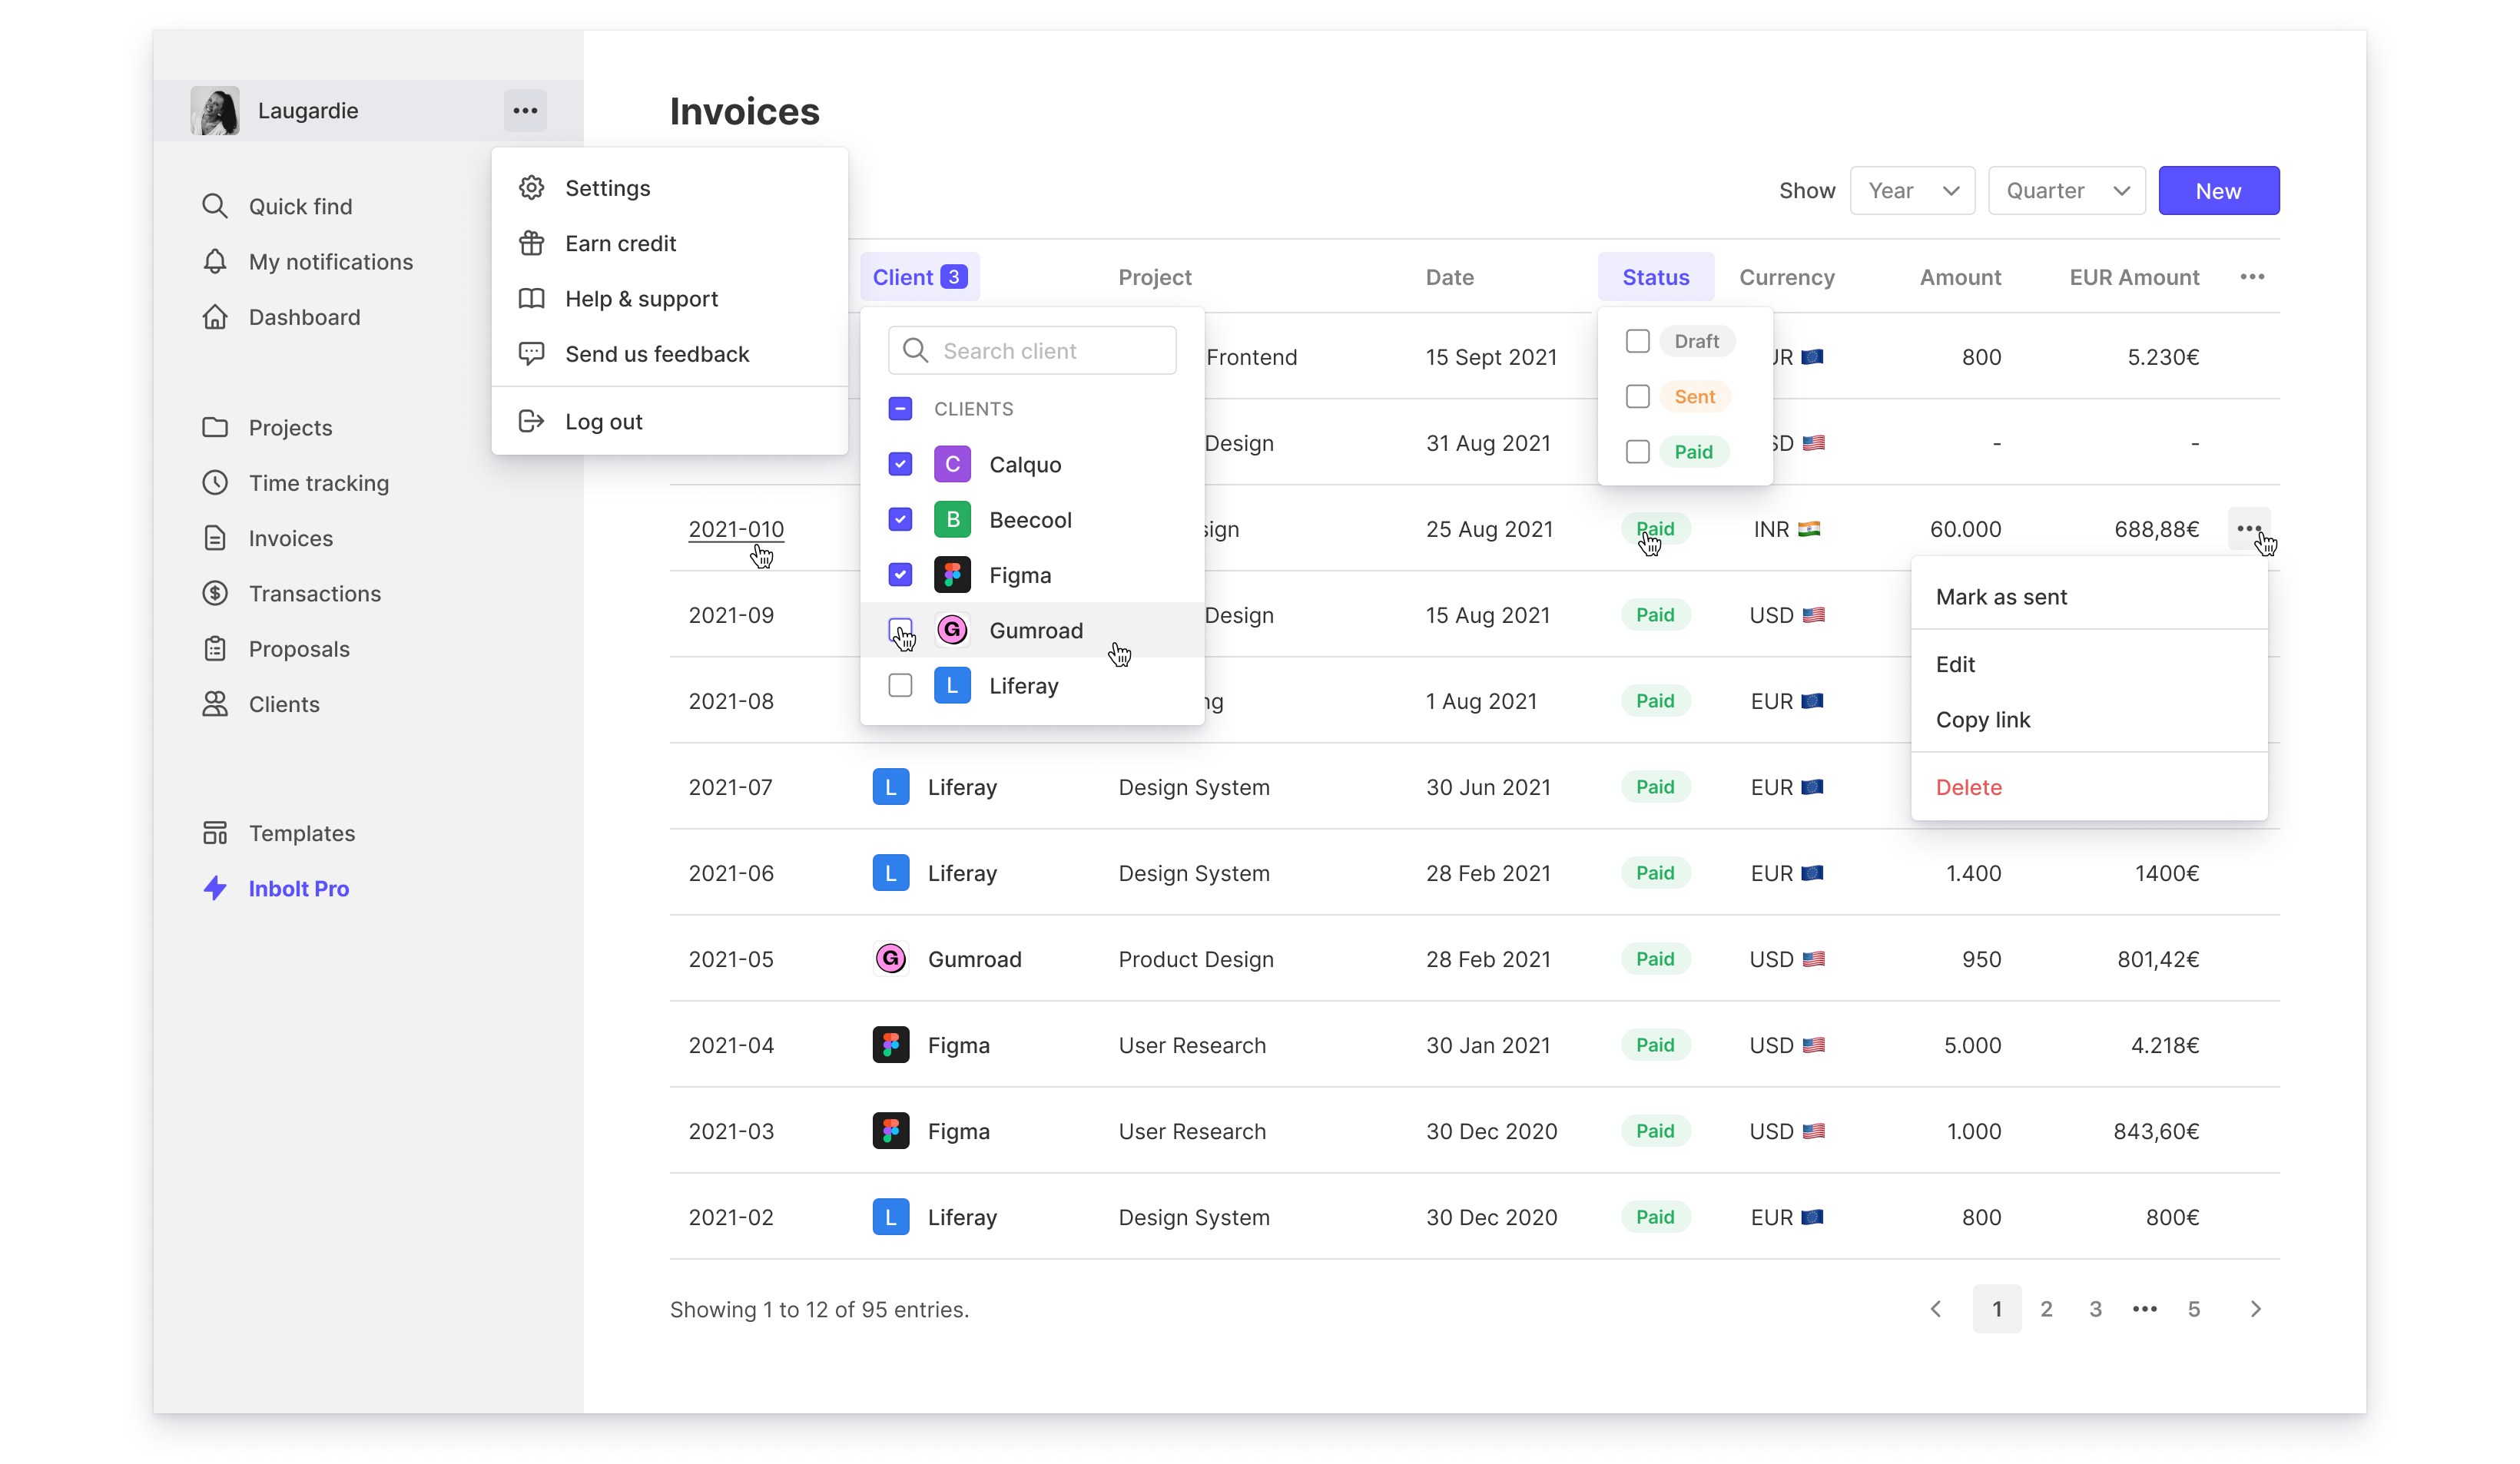 Laugardie
Quick find
My notifications
Dashboard
Projects
Time tracking
Invoices
Transactions
Proposals
Clients
Templates
Inbolt Pro
Settings
Earn credit
Help & support
Send us feedback
Log out
Invoices
Show Year Quarter New
Client 3 Project Date Status Currency Amount EUR Amount
Search client
CLIENTS
C Calquo
B Beecool
Figma
G Gumroad
L Liferay
Draft
Sent
Paid
Frontend 15 Sept 2021 800 5.230€
Design 31 Aug 2021 - -
2021-010 25 Aug 2021 Paid INR 60.000 688,88€
2021-09 Design 15 Aug 2021 Paid USD
2021-08 1 Aug 2021 Paid EUR
Mark as sent
Edit
Copy link
Delete
2021-07 L Liferay Design System 30 Jun 2021 Paid EUR
2021-06 L Liferay Design System 28 Feb 2021 Paid EUR 1.400 1400€
2021-05 G Gumroad Product Design 28 Feb 2021 Paid USD 950 801,42€
2021-04 Figma User Research 30 Jan 2021 Paid USD 5.000 4.218€
2021-03 Figma User Research 30 Dec 2020 Paid USD 1.000 843,60€
2021-02 L Liferay Design System 30 Dec 2020 Paid EUR 800 800€
Showing 1 to 12 of 95 entries.
1 2 3 ••• 5